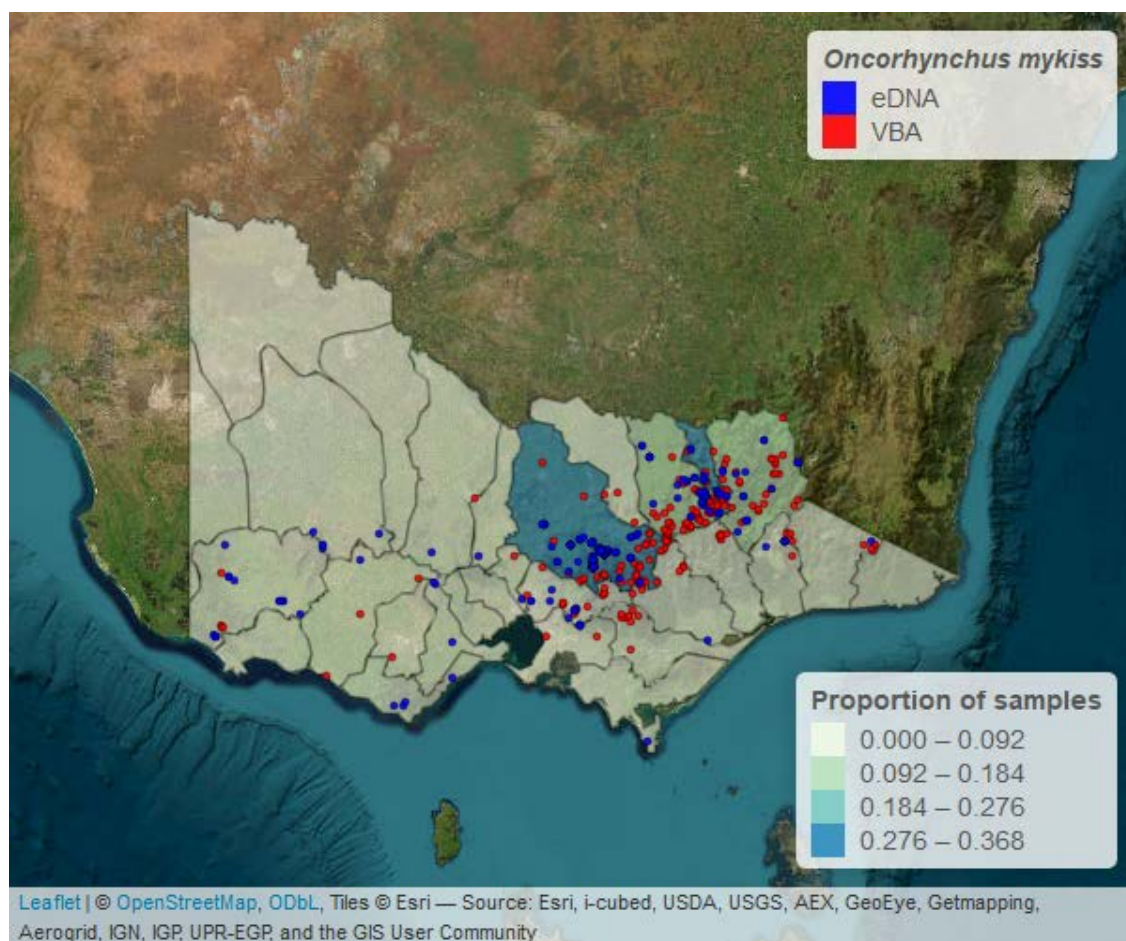 Oncorhynchus mykiss
eDNA
VBA
Proportion of samples
0.000 – 0.092
0.092 – 0.184
0.184 – 0.276
0.276 – 0.368
Leaflet | © OpenStreetMap, ODbL, Tiles © Esri — Source: Esri, i-cubed, USDA, USGS, AEX, GeoEye, Getmapping,
Aerogrid, IGN, IGP, UPR-EGP, and the GIS User Community